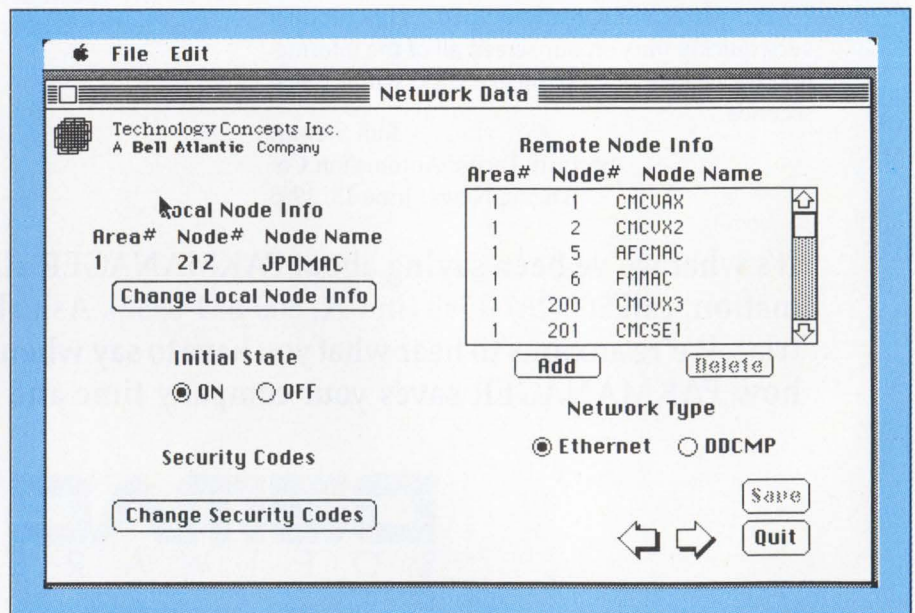 File Edit
Network Data
Technology Concepts Inc.
A Bell Atlantic Company
Local Node Info
Area# Node# Node Name
1 212 JPDMAC
Change Local Node Info
Initial State
ON OFF
Security Codes
Change Security Codes
Remote Node Info
Area# Node# Node Name
1 1 CMCVAX
1 2 CMCVX2
1 5 AFCMAC
1 6 FMAC
1 200 CMCVX3
1 201 CMCSE1
Add Delete
Network Type
Ethernet DDCMP
Save
Quit